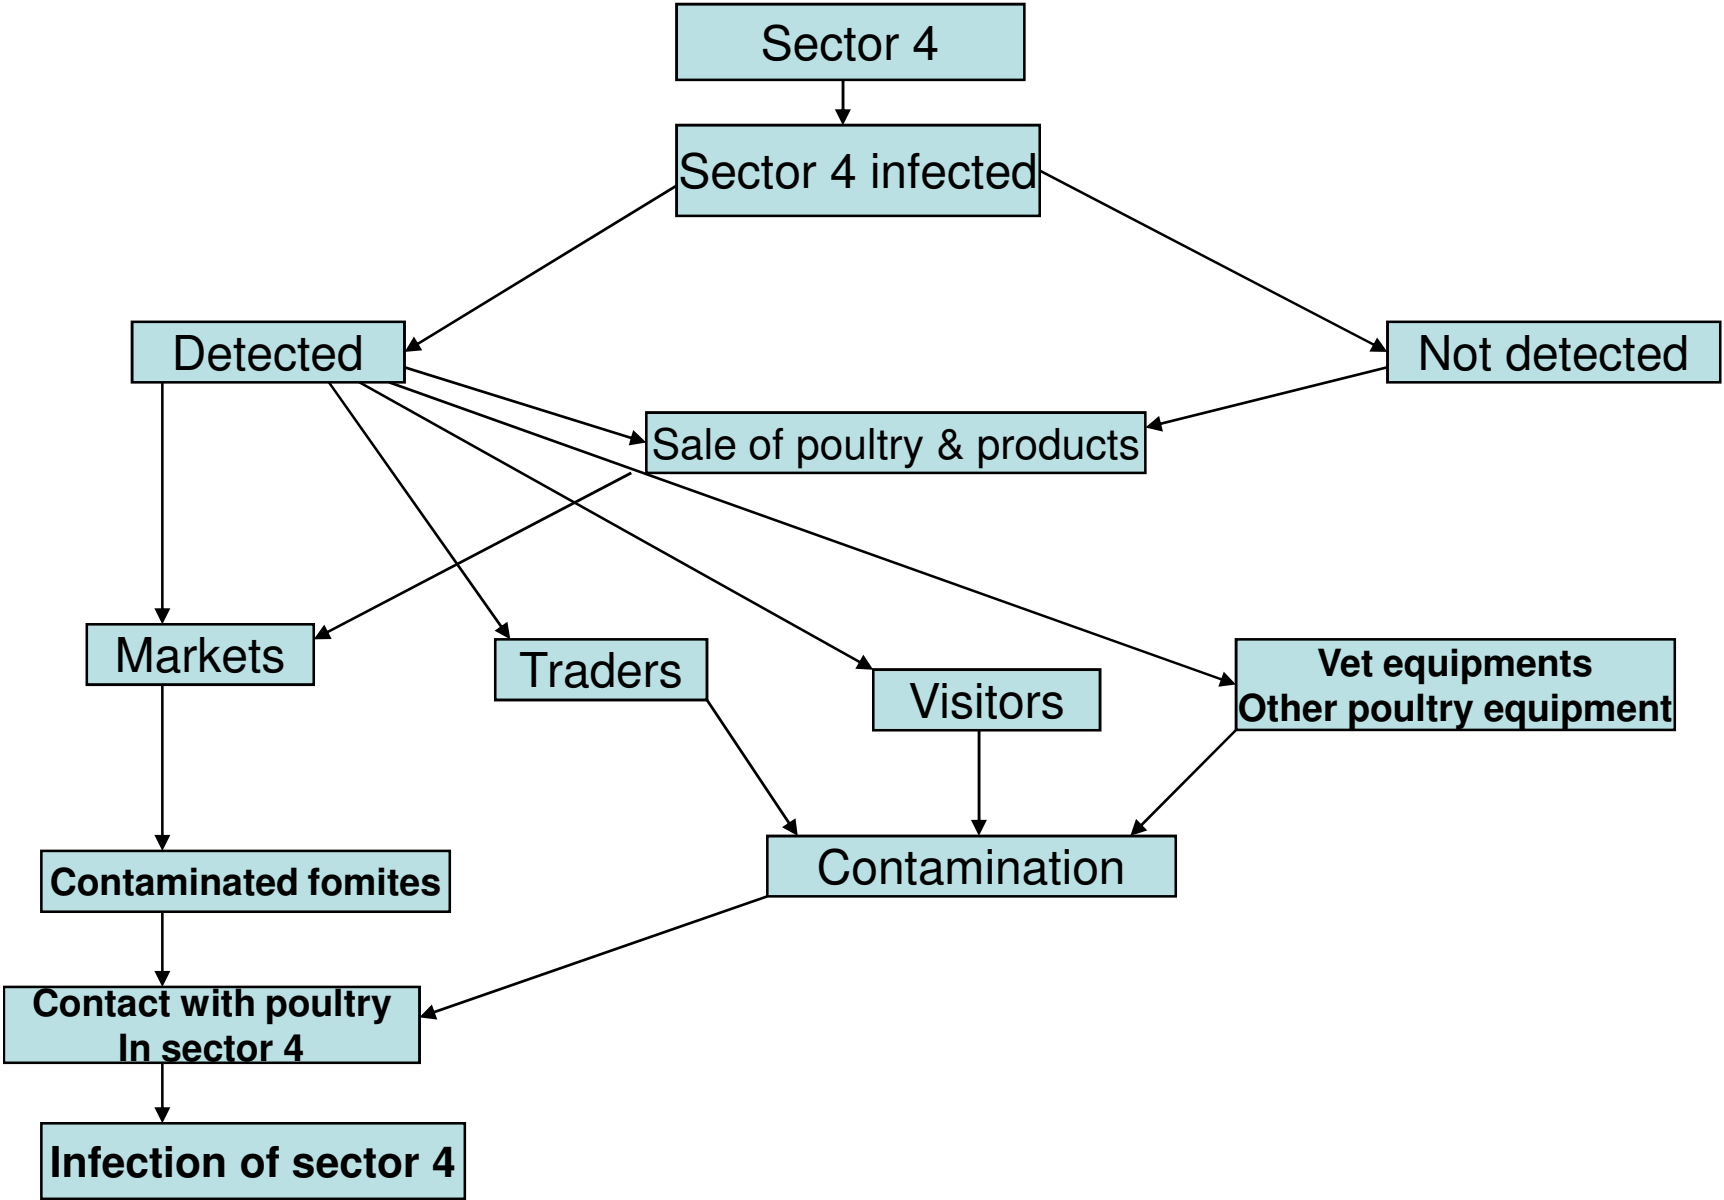 Sector 4
Sector 4 infected
Detected
Not detected
Sale of poultry & products
Markets
Traders
Visitors
Vet equipments
Other poultry equipment
Contamination
Contaminated fomites
Contact with poultry
In sector 4
Infection of sector 4